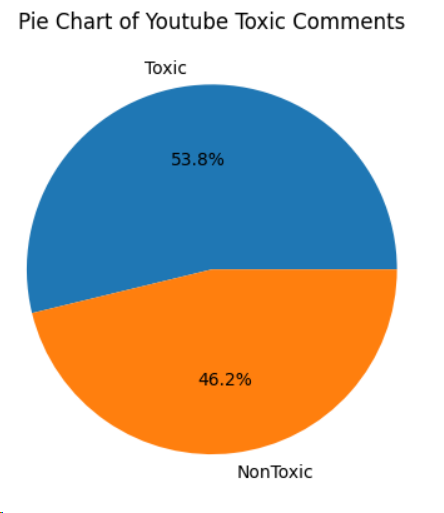 Pie Chart of Youtube Toxic Comments
Toxic
53.8%
46.2%
NonToxic